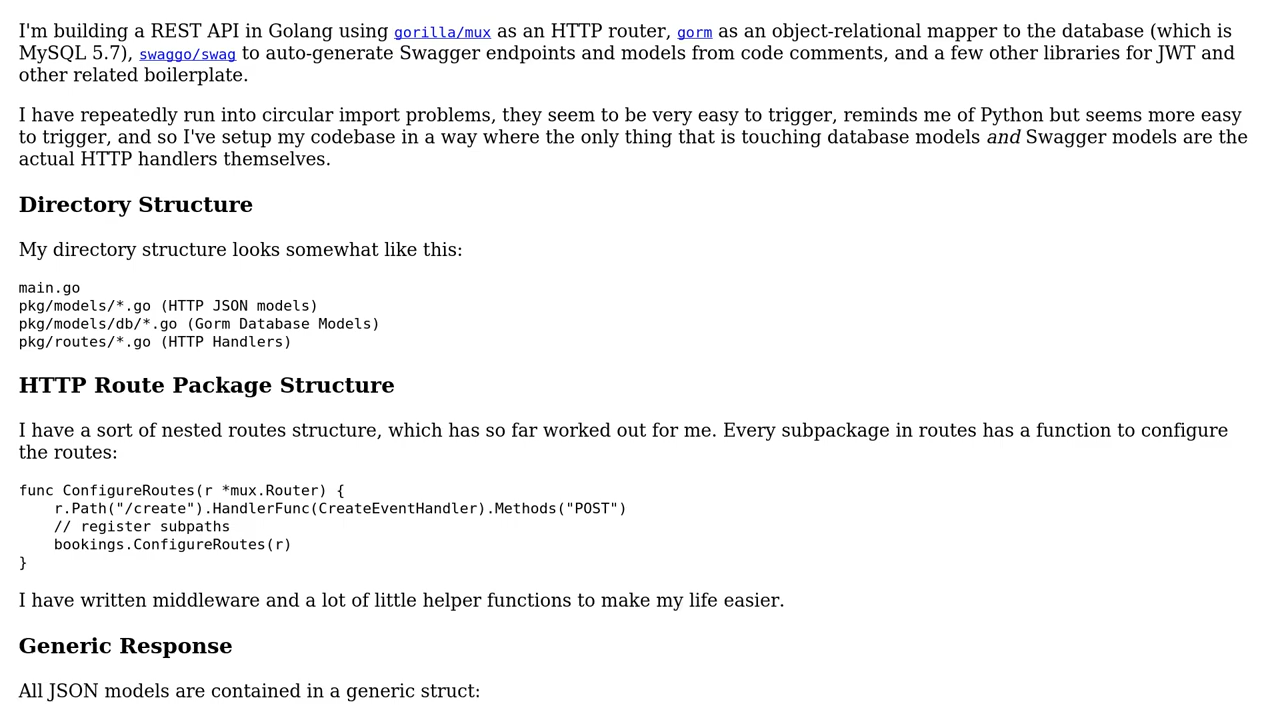 I'm building a REST API in Golang using gorilla/mux as an HTTP router, gorm as an object-relational mapper to the database (which is
MySQL 5.7), swaggo/swag to auto-generate Swagger endpoints and models from code comments, and a few other libraries for JWT and
other related boilerplate.
I have repeatedly run into circular import problems, they seem to be very easy to trigger, reminds me of Python but seems more easy
to trigger, and so I've setup my codebase in a way where the only thing that is touching database models and Swagger models are the
actual HTTP handlers themselves.
Directory Structure
My directory structure looks somewhat like this:
main.go
pkg/models/*.go (HTTP JSON models)
pkg/models/db/*.go (Gorm Database Models)
pkg/routes/*.go (HTTP Handlers)
HTTP Route Package Structure
I have a sort of nested routes structure, which has so far worked out for me. Every subpackage in routes has a function to configure
the routes:
func ConfigureRoutes(r *mux.Router) {
    r.Path("/create").HandlerFunc(CreateEventHandler).Methods("POST")
    // register subpaths
    bookings.ConfigureRoutes(r)
}
I have written middleware and a lot of little helper functions to make my life easier.
Generic Response
All JSON models are contained in a generic struct: